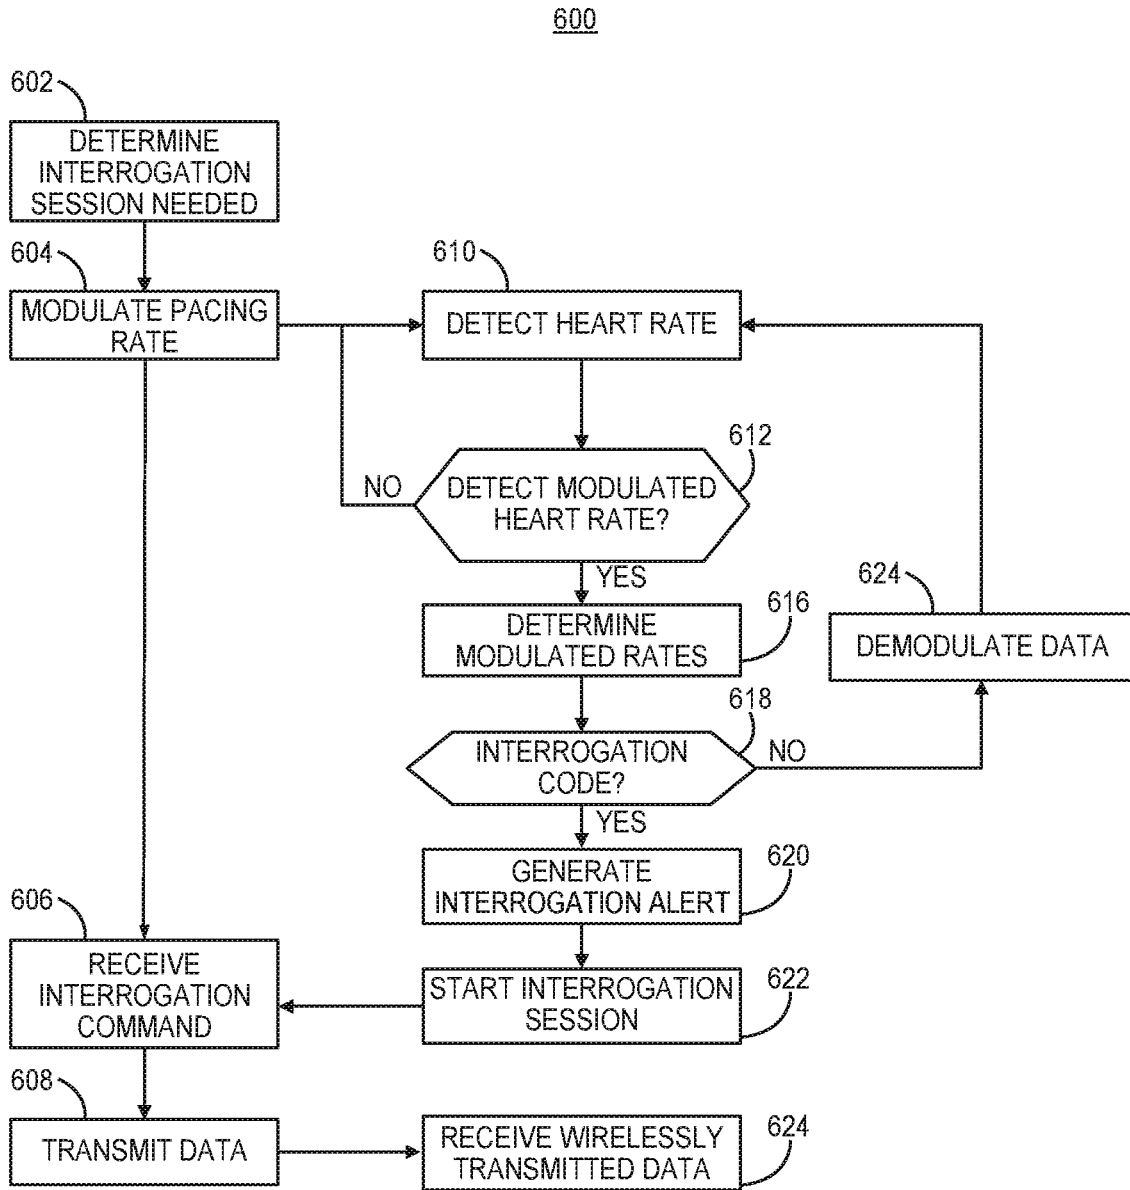 600
602
DETERMINE
INTERROGATION
SESSION NEEDED
604
MODULATE PACING
RATE
610
DETECT HEART RATE
612
DETECT MODULATED
HEART RATE?
NO
YES
616
DETERMINE
MODULATED RATES
624
DEMODULATE DATA
618
INTERROGATION
CODE?
NO
YES
620
GENERATE
INTERROGATION ALERT
606
RECEIVE
INTERROGATION
COMMAND
622
START INTERROGATION
SESSION
608
TRANSMIT DATA
624
RECEIVE WIRELESSLY
TRANSMITTED DATA